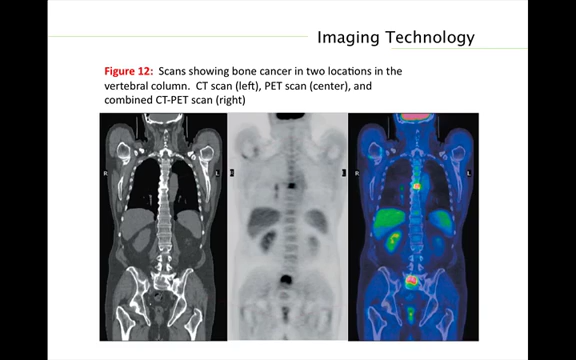 Imaging Technology
Figure 12: Scans showing bone cancer in two locations in the
vertebral column. CT scan (left), PET scan (center), and
combined CT-PET scan (right)
R
L
R
L